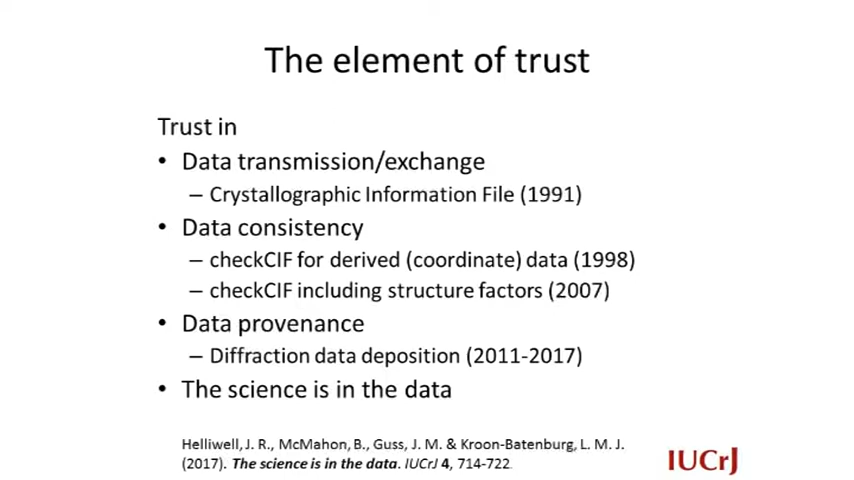 The element of trust
Trust in
• Data transmission/exchange
– Crystallographic Information File (1991)
• Data consistency
– checkCIF for derived (coordinate) data (1998)
– checkCIF including structure factors (2007)
• Data provenance
– Diffraction data deposition (2011-2017)
• The science is in the data
Helliwell, J. R., McMahon, B., Guss, J. M. & Kroon-Batenburg, L. M. J.
(2017). The science is in the data. IUCrJ 4, 714-722.
IUCrJ